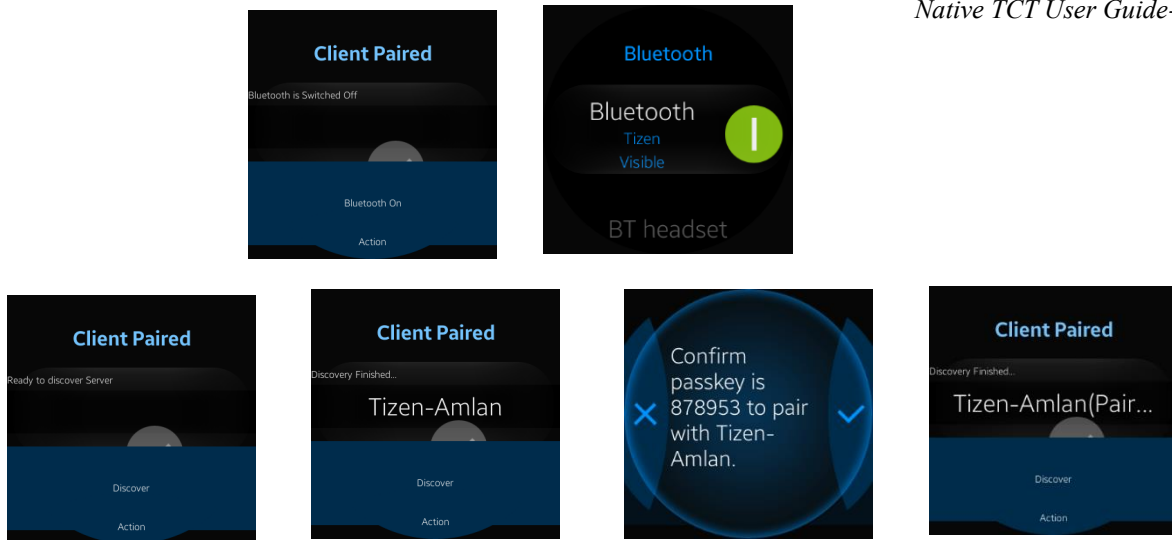 Native TCT User Guide-
Client Paired
Bluetooth is Switched Off
Bluetooth On
Action
Bluetooth
Bluetooth
Tizen
Visible
BT headset
Client Paired
Ready to discover Server
Discover
Action
Client Paired
Discovery Finished...
Tizen-Amlan
Discover
Action
Confirm
passkey is
878953 to pair
with Tizen-
Amlan.
Client Paired
Discovery Finished...
Tizen-Amlan(Pair...
Discover
Action